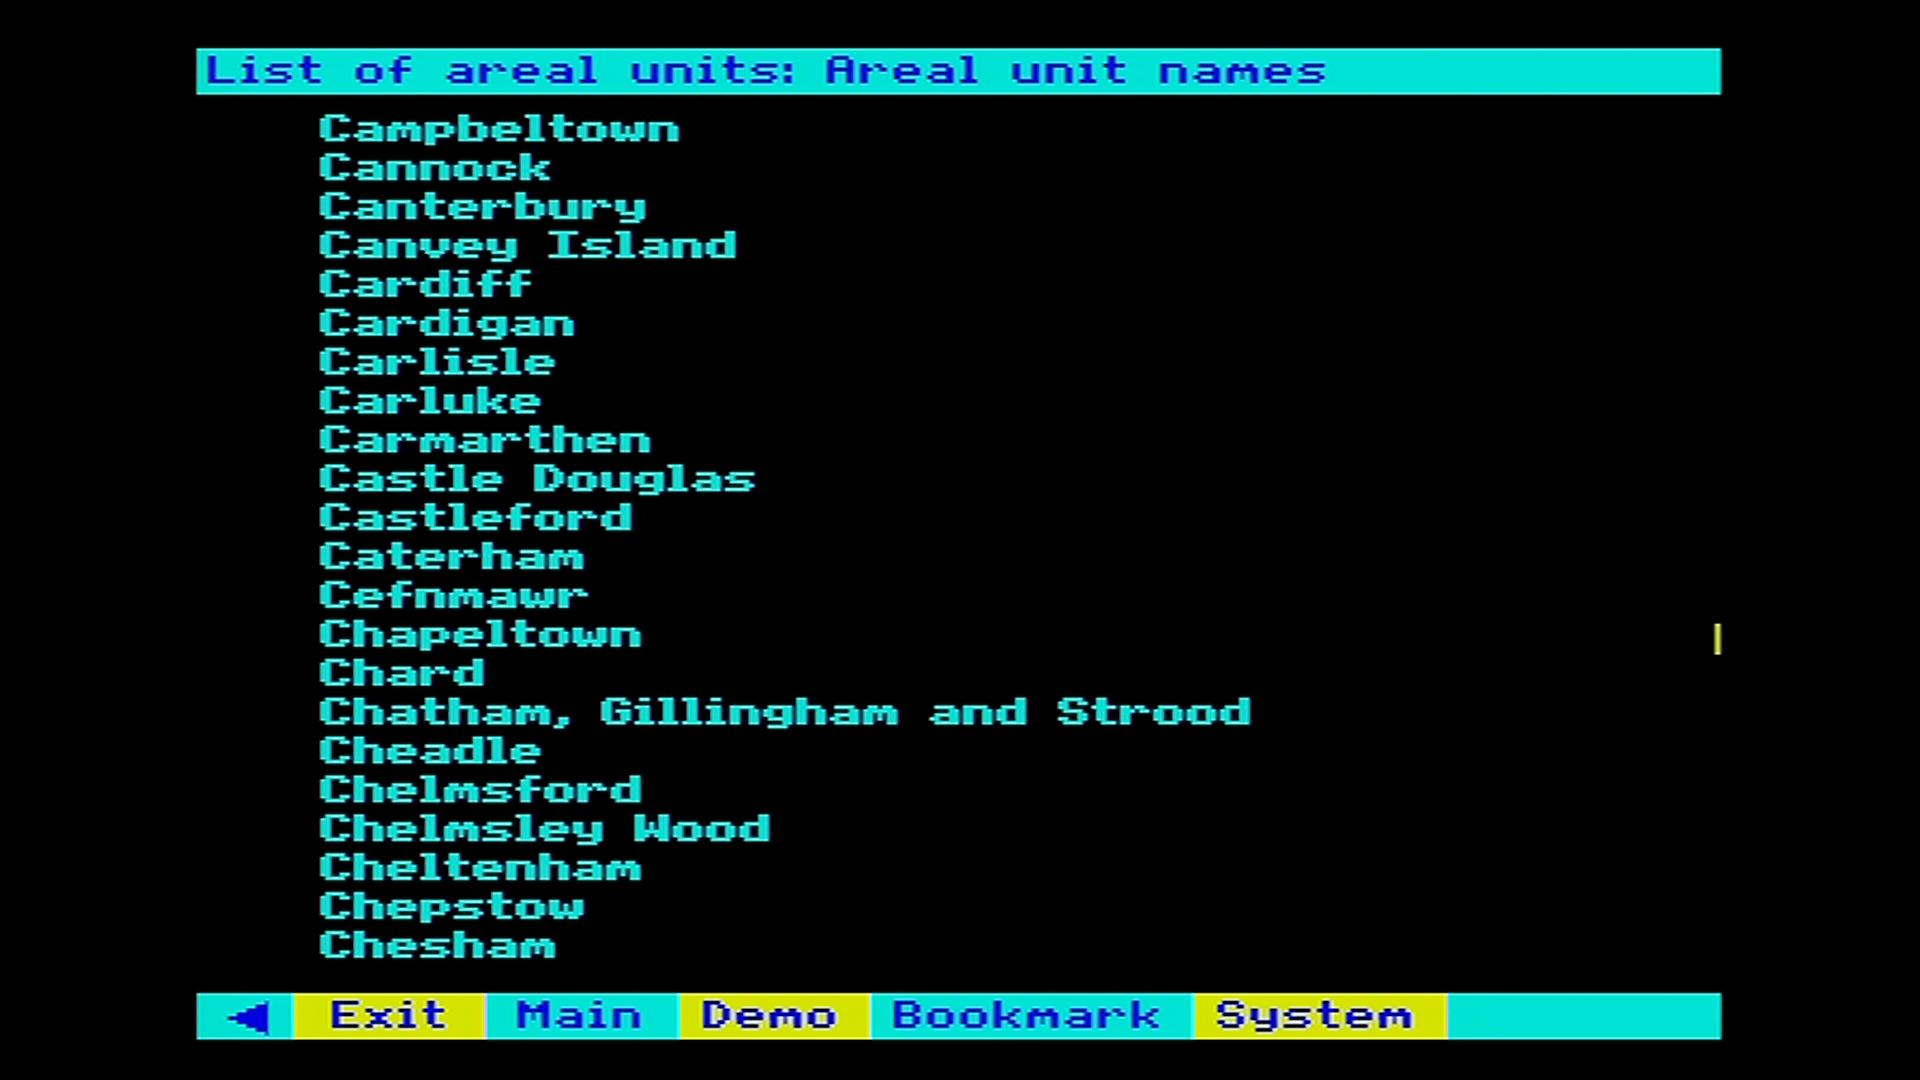 List of areal units: Areal unit names
Campbeltown
Cannock
Canterbury
Canvey Island
Cardiff
Cardigan
Carlisle
Carluke
Carmarthen
Castle Douglas
Castleford
Caterham
Cefnmawr
Chapeltown
Chard
Chatham, Gillingham and Strood
Cheadle
Chelmsford
Chelmsley Wood
Cheltenham
Chepstow
Chesham
Exit Main Demo Bookmark System